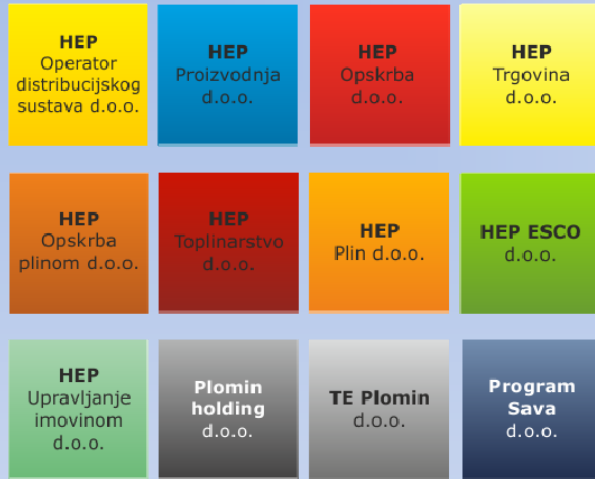 HEP
Operator
distribucijskog
sustava d.o.o.
HEP
Proizvodnja
d.o.o.
HEP
Opskrba
d.o.o.
HEP
Trgovina
d.o.o.
HEP
Opskrba
plinom d.o.o.
HEP
Toplinarstvo
d.o.o.
HEP
Plin d.o.o.
HEP ESCO
d.o.o.
HEP
Upravljanje
imovinom
d.o.o.
Plomin
holding
d.o.o.
TE Plomin
d.o.o.
Program
Sava
d.o.o.